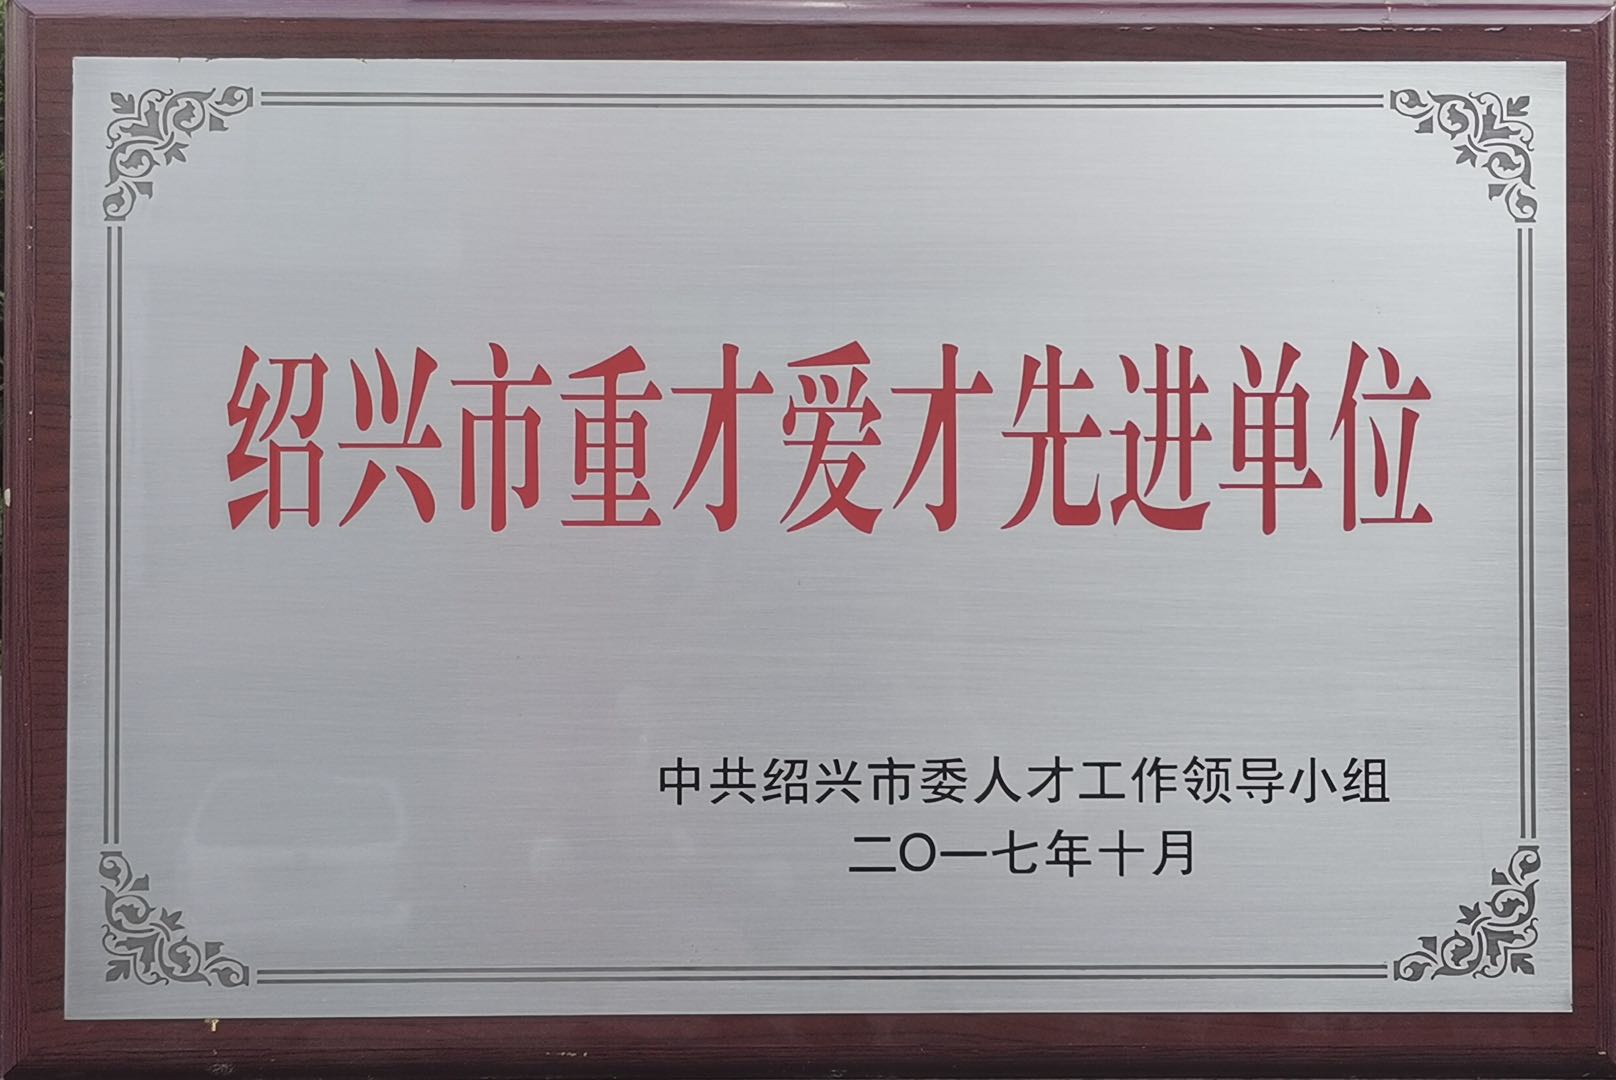 绍兴市重才爱才先进单位
中共绍兴市委人才工作领导小组
二〇一七年十月